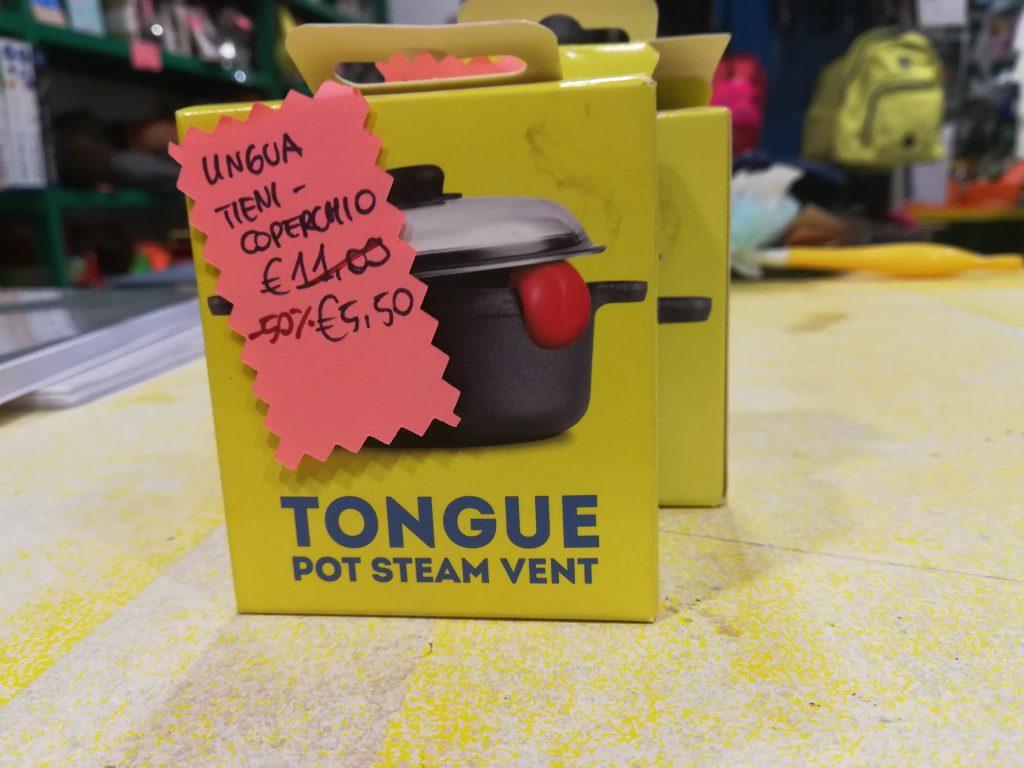 LINGUA
TIENI -
COPERCHIO
€ 11,00
-50% € 5,50
TONGUE
POT STEAM VENT